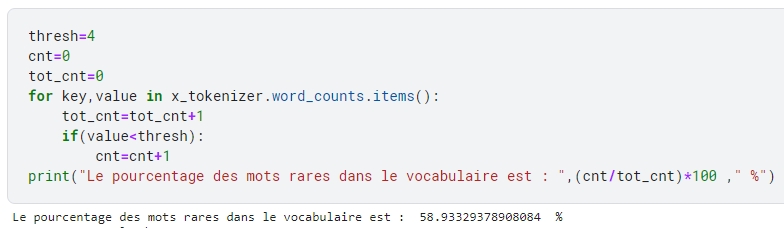 thresh=4
cnt=0
tot_cnt=0
for key,value in x_tokenizer.word_counts.items():
    tot_cnt=tot_cnt+1
    if(value<thresh):
        cnt=cnt+1
print("Le pourcentage des mots rares dans le vocabulaire est : ",(cnt/tot_cnt)*100 ," %")
Le pourcentage des mots rares dans le vocabulaire est :  58.93329378908084  %